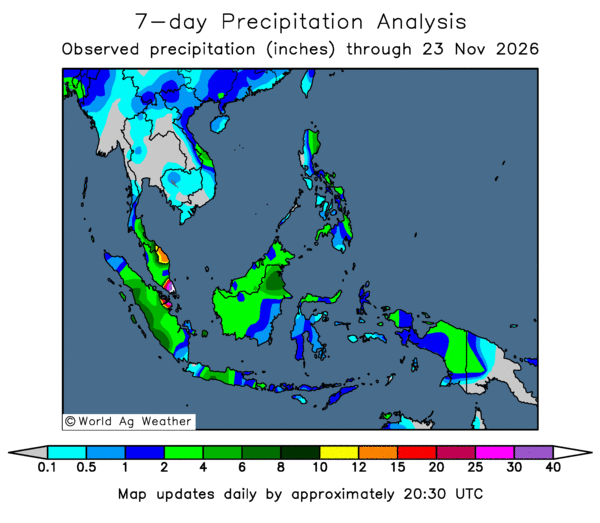 7-day Precipitation Analysis
Observed precipitation (inches) through 23 Nov 2026
© World Ag Weather
0.1 0.5 1 2 4 6 8 10 12 15 20 25 30 40
Map updates daily by approximately 20:30 UTC